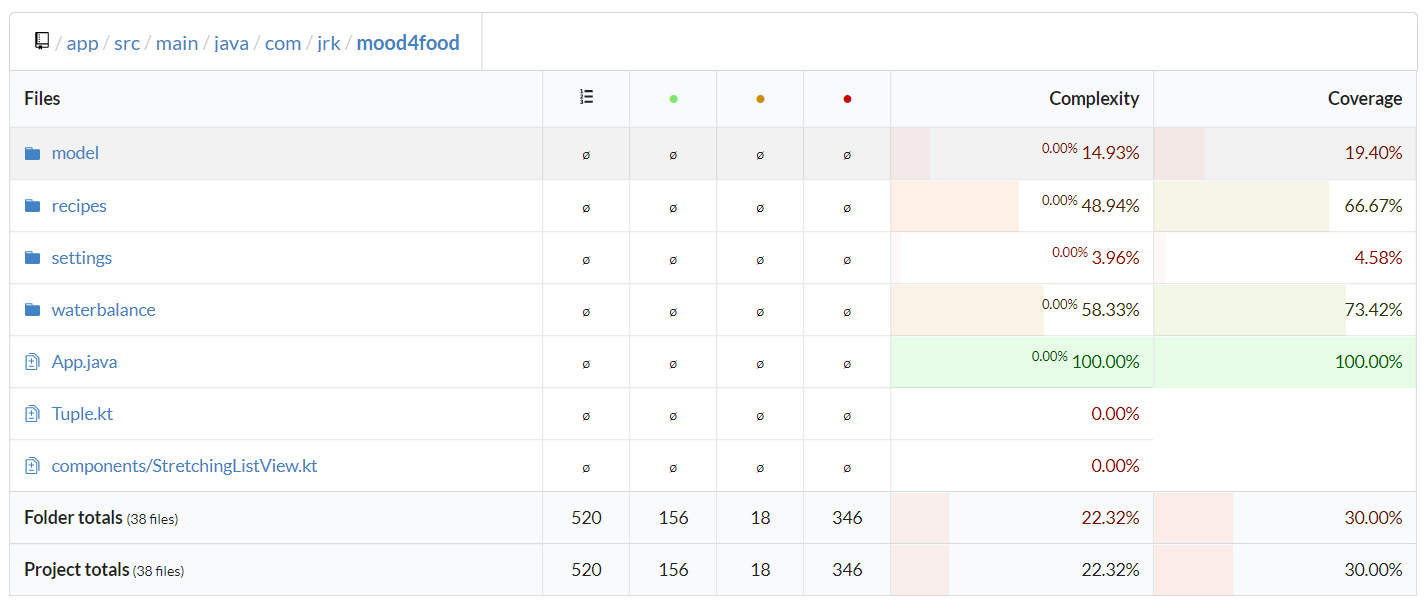 / app / src / main / java / com / jrk / mood4food
Files Complexity Coverage
model ø ø ø ø 0.00% 14.93% 19.40%
recipes ø ø ø ø 0.00% 48.94% 66.67%
settings ø ø ø ø 0.00% 3.96% 4.58%
waterbalance ø ø ø ø 0.00% 58.33% 73.42%
App.java ø ø ø ø 0.00% 100.00% 100.00%
Tuple.kt ø ø ø ø 0.00%
components/StretchingListView.kt ø ø ø ø 0.00%
Folder totals (38 files) 520 156 18 346 22.32% 30.00%
Project totals (38 files) 520 156 18 346 22.32% 30.00%